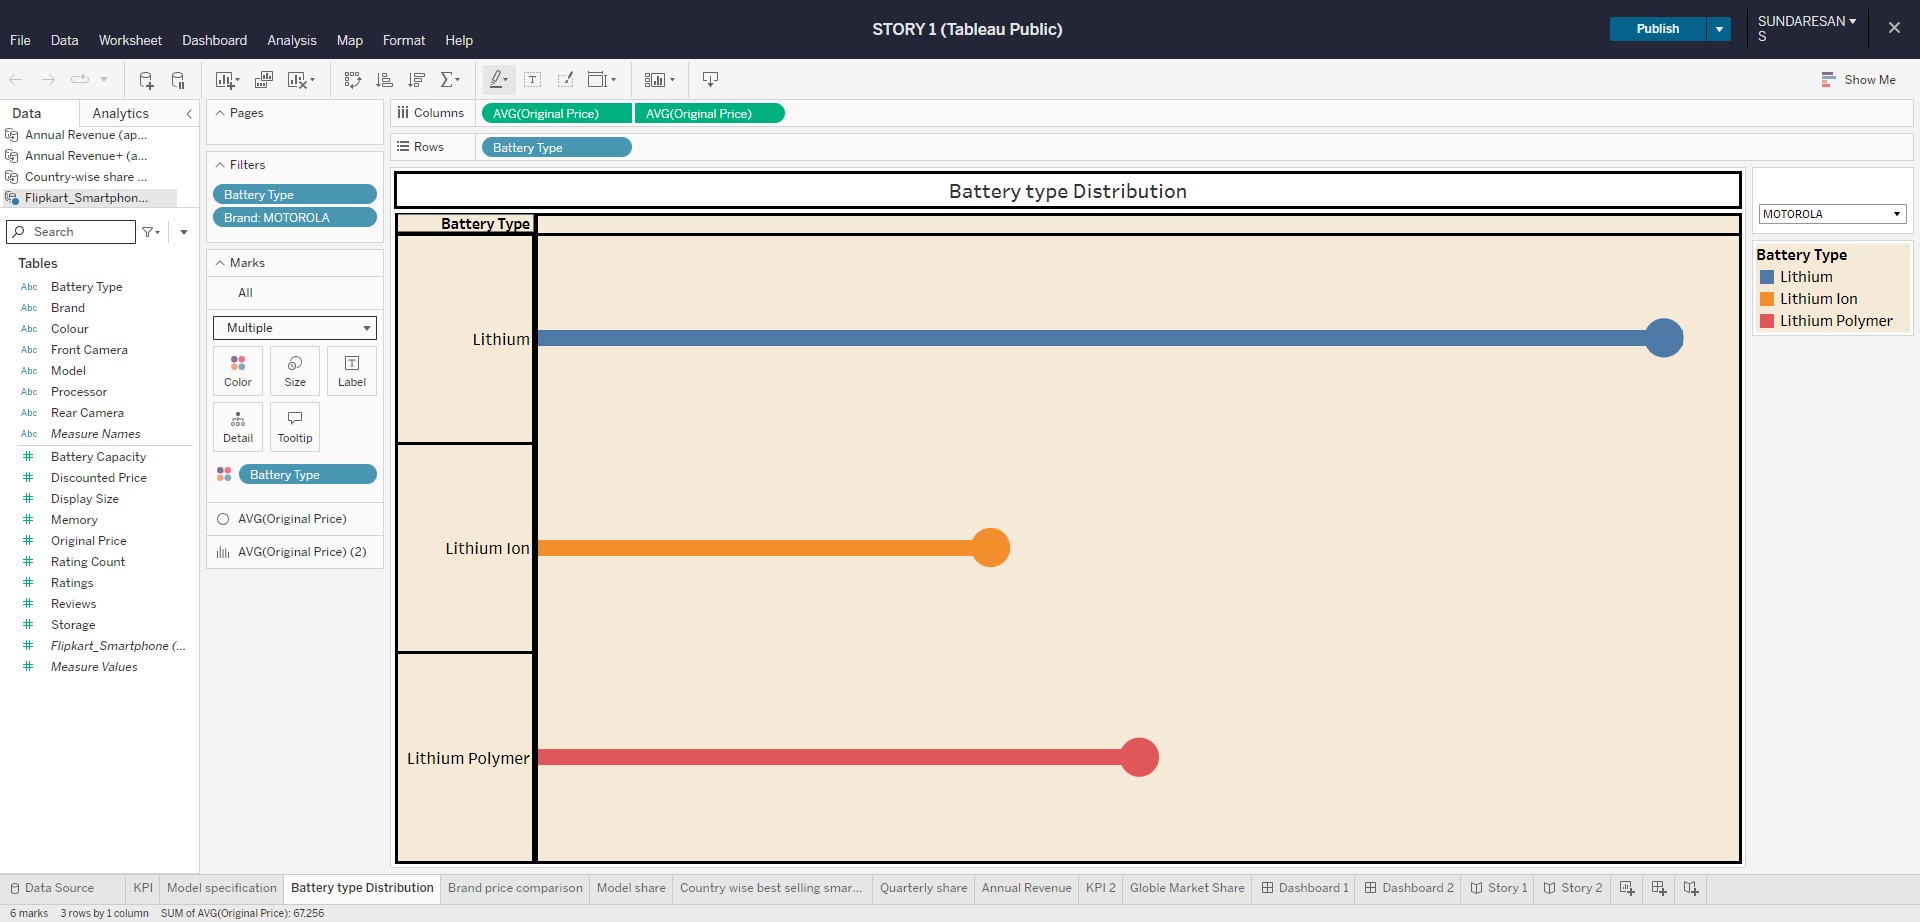 STORY 1 (Tableau Public)
Publish
SUNDARESAN
S
File Data Worksheet Dashboard Analysis Map Format Help
Show Me
Data Analytics
Annual Revenue (ap...
Annual Revenue+ (a...
Country-wise share ...
Flipkart_Smartphon...
Search
Tables
Abc Battery Type
Abc Brand
Abc Colour
Abc Front Camera
Abc Model
Abc Processor
Abc Rear Camera
Abc Measure Names
# Battery Capacity
# Discounted Price
# Display Size
# Memory
# Original Price
# Rating Count
# Ratings
# Reviews
# Storage
# Flipkart_Smartphone (...
# Measure Values
Pages
Filters
Battery Type
Brand: MOTOROLA
Marks
All
Multiple
Color Size T Label
Detail Tooltip
Battery Type
AVG(Original Price)
AVG(Original Price) (2)
Columns AVG(Original Price) AVG(Original Price)
Rows Battery Type
Battery type Distribution
Battery Type
Lithium
Lithium Ion
Lithium Polymer
MOTOROLA
Battery Type
Lithium
Lithium Ion
Lithium Polymer
Data Source KPI Model specification Battery type Distribution Brand price comparison Model share Country wise best selling smar... Quarterly share Annual Revenue KPI 2 Globle Market Share Dashboard 1 Dashboard 2 Story 1 Story 2
6 marks 3 rows by 1 column SUM of AVG(Original Price): 67,256